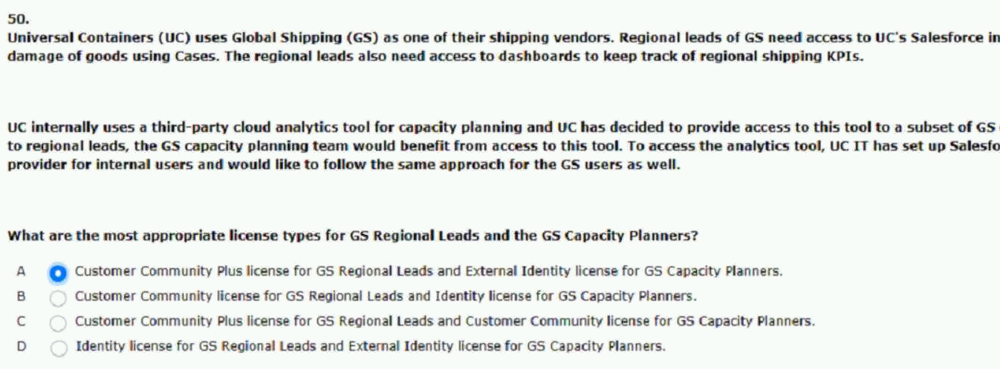 50.
Universal Containers (UC) uses Global Shipping (GS) as one of their shipping vendors. Regional leads of GS need access to UC's Salesforce in
damage of goods using Cases. The regional leads also need access to dashboards to keep track of regional shipping KPIs.
UC internally uses a third-party cloud analytics tool for capacity planning and UC has decided to provide access to this tool to a subset of GS
to regional leads, the GS capacity planning team would benefit from access to this tool. To access the analytics tool, UC IT has set up Salesfo
provider for internal users and would like to follow the same approach for the GS users as well.
What are the most appropriate license types for GS Regional Leads and the GS Capacity Planners?
A Customer Community Plus license for GS Regional Leads and External Identity license for GS Capacity Planners.
B Customer Community license for GS Regional Leads and Identity license for GS Capacity Planners.
C Customer Community Plus license for GS Regional Leads and Customer Community license for GS Capacity Planners.
D Identity license for GS Regional Leads and External Identity license for GS Capacity Planners.